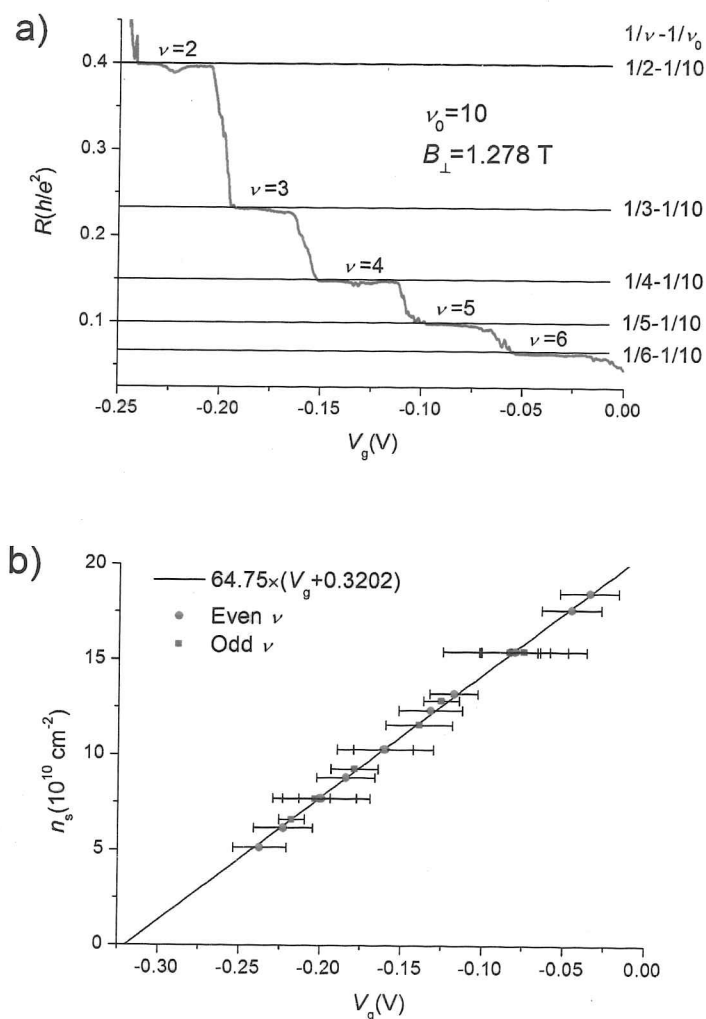 a)
1/ν-1/ν₀
0.4
ν=2
1/2-1/10
ν₀=10
B⊥=1.278 T
0.3
R(h/e²)
ν=3
1/3-1/10
0.2
ν=4
1/4-1/10
ν=5
0.1
1/5-1/10
ν=6
1/6-1/10
-0.25 -0.20 -0.15 -0.10 -0.05 0.00
Vg(V)
b)
20
64.75×(Vg+0.3202)
Even ν
Odd ν
15
nₛ(10¹⁰ cm⁻²)
10
5
0
-0.30 -0.25 -0.20 -0.15 -0.10 -0.05 0.00
Vg(V)